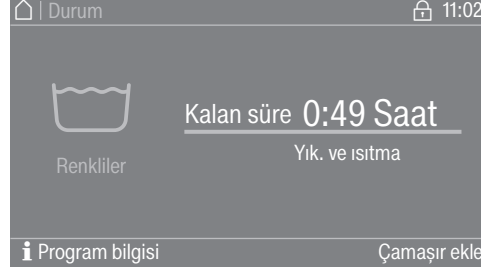 | Durum
11:02
Kalan süre 0:49 Saat
Yık. ve ısıtma
Renkliler
i Program bilgisi
Çamaşır ekle